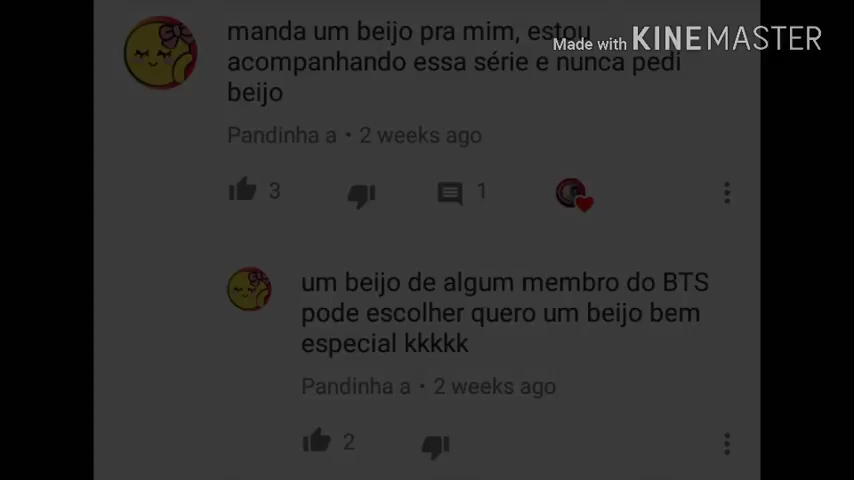 manda um beijo pra mim, estou
Made with KINEMASTER
acompanhando essa série e nunca pedi
beijo
Pandinha a • 2 weeks ago
3
1
um beijo de algum membro do BTS
pode escolher quero um beijo bem
especial kkkkk
Pandinha a • 2 weeks ago
2